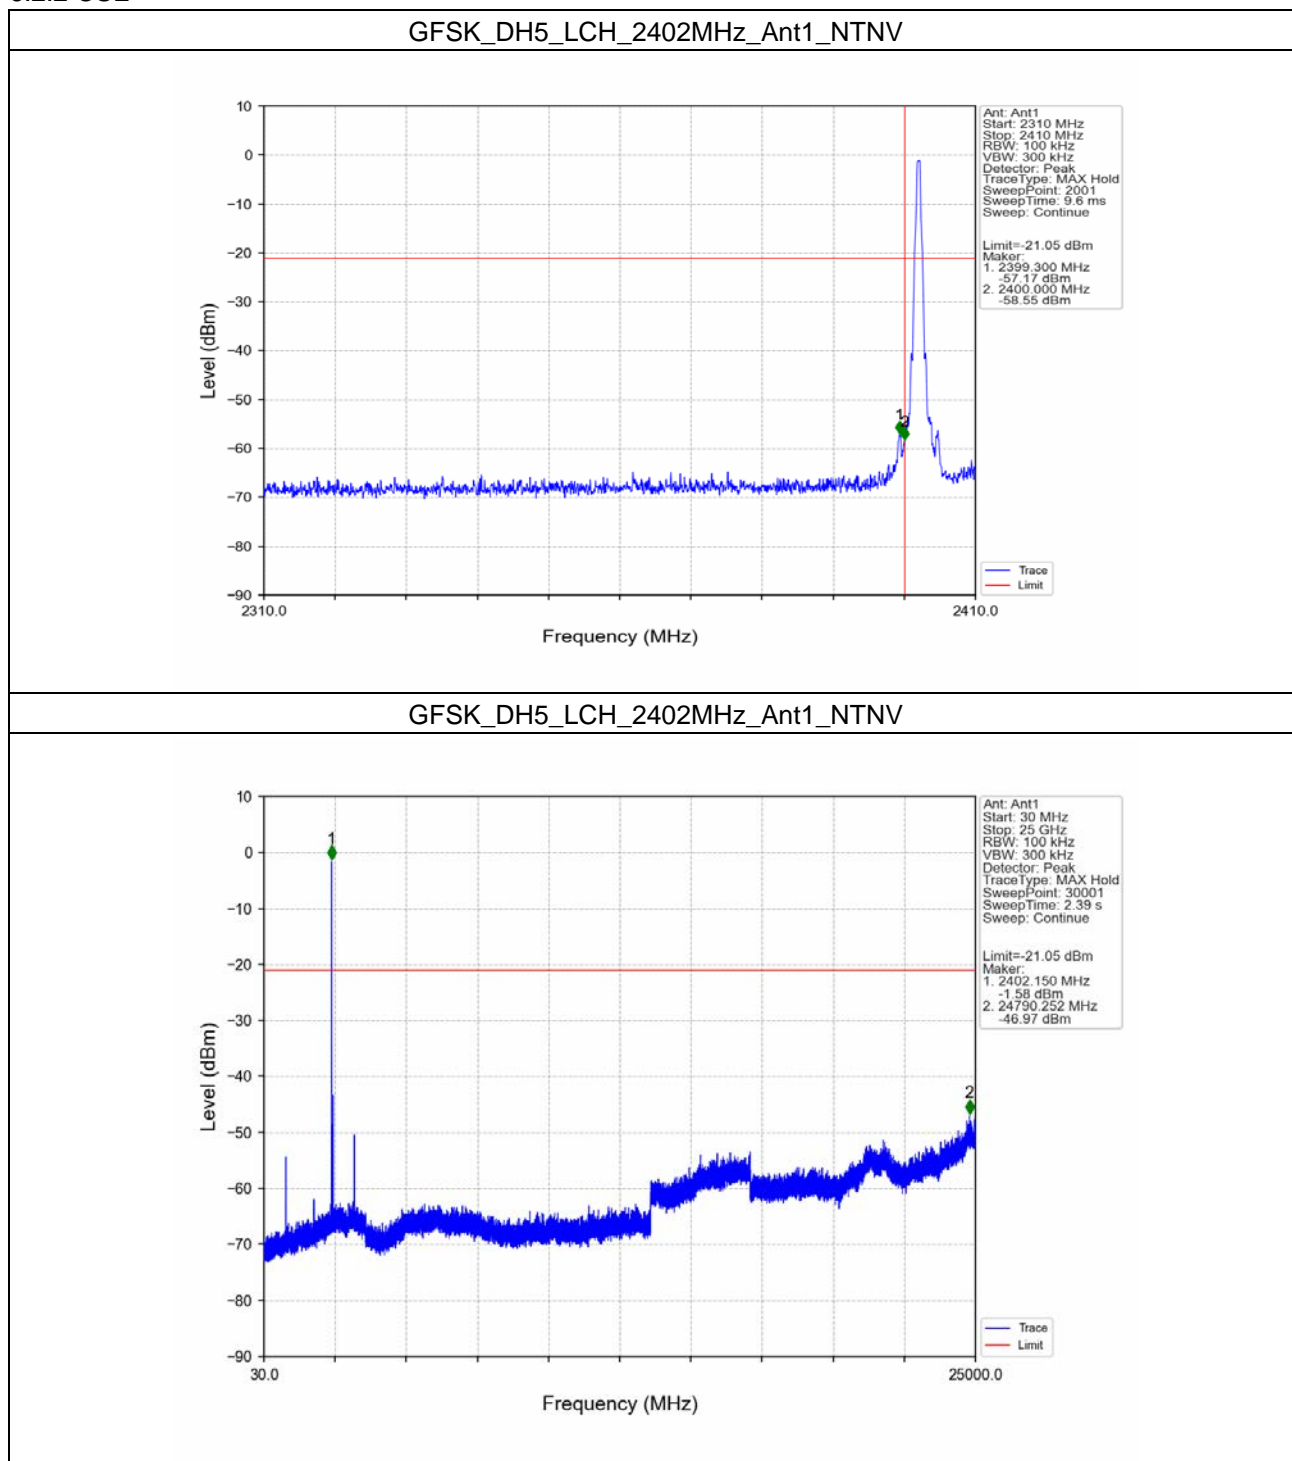 GFSK_DH5_LCH_2402MHz_Ant1_NTNV
10
0
−10
−20
−30
−40
−50
−60
−70
−80
−90
Level (dBm)
1
2
2310.0
2410.0
Frequency (MHz)
Ant: Ant1
Start: 2310 MHz
Stop: 2410 MHz
RBW: 100 kHz
VBW: 300 kHz
Detector: Peak
TraceType: MAX Hold
SweepPoint: 2001
SweepTime: 9.6 ms
Sweep: Continue
Limit=-21.05 dBm
Maker:
1. 2399.300 MHz
-57.17 dBm
2. 2400.000 MHz
-58.55 dBm
Trace
Limit
GFSK_DH5_LCH_2402MHz_Ant1_NTNV
10
0
−10
−20
−30
−40
−50
−60
−70
−80
−90
Level (dBm)
1
2
30.0
25000.0
Frequency (MHz)
Ant: Ant1
Start: 30 MHz
Stop: 25 GHz
RBW: 100 kHz
VBW: 300 kHz
Detector: Peak
TraceType: MAX Hold
SweepPoint: 30001
SweepTime: 2.39 s
Sweep: Continue
Limit=-21.05 dBm
Maker:
1. 2402.150 MHz
-1.58 dBm
2. 24790.252 MHz
-46.97 dBm
Trace
Limit